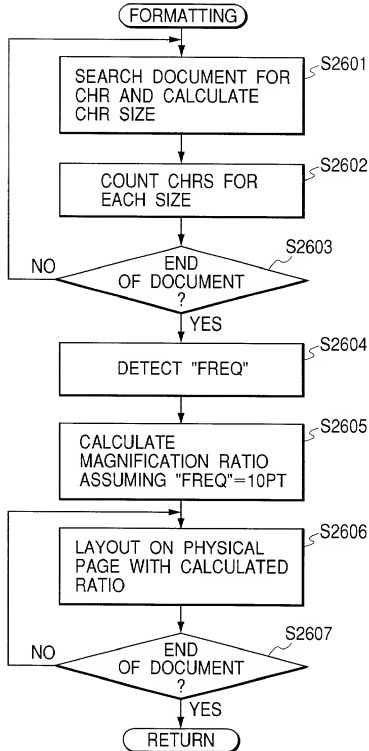 FORMATTING
S2601
SEARCH DOCUMENT FOR
CHR AND CALCULATE
CHR SIZE
S2602
COUNT CHRS FOR
EACH SIZE
S2603
END
OF DOCUMENT
?
NO
YES
S2604
DETECT "FREQ"
S2605
CALCULATE
MAGNIFICATION RATIO
ASSUMING "FREQ"=10PT
S2606
LAYOUT ON PHYSICAL
PAGE WITH CALCULATED
RATIO
S2607
END
OF DOCUMENT
?
NO
YES
RETURN